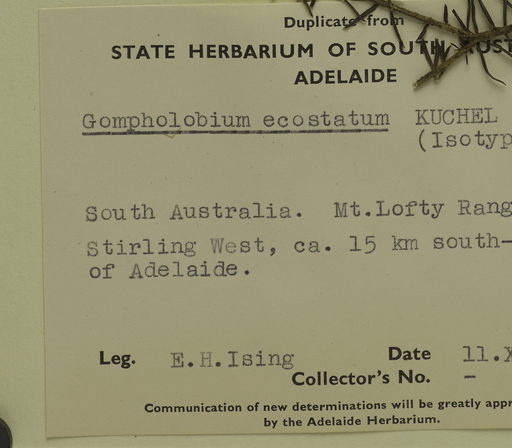 Duplicate from
STATE HERBARIUM OF SOUTH AUST
ADELAIDE
Gompholobium ecostatum KUCHEL
(Isotyp
South Australia. Mt.Lofty Rang
Stirling West, ca. 15 km south-
of Adelaide.
Leg. E.H.Ising Date 11.X
Collector's No. -
Communication of new determinations will be greatly appr
by the Adelaide Herbarium.